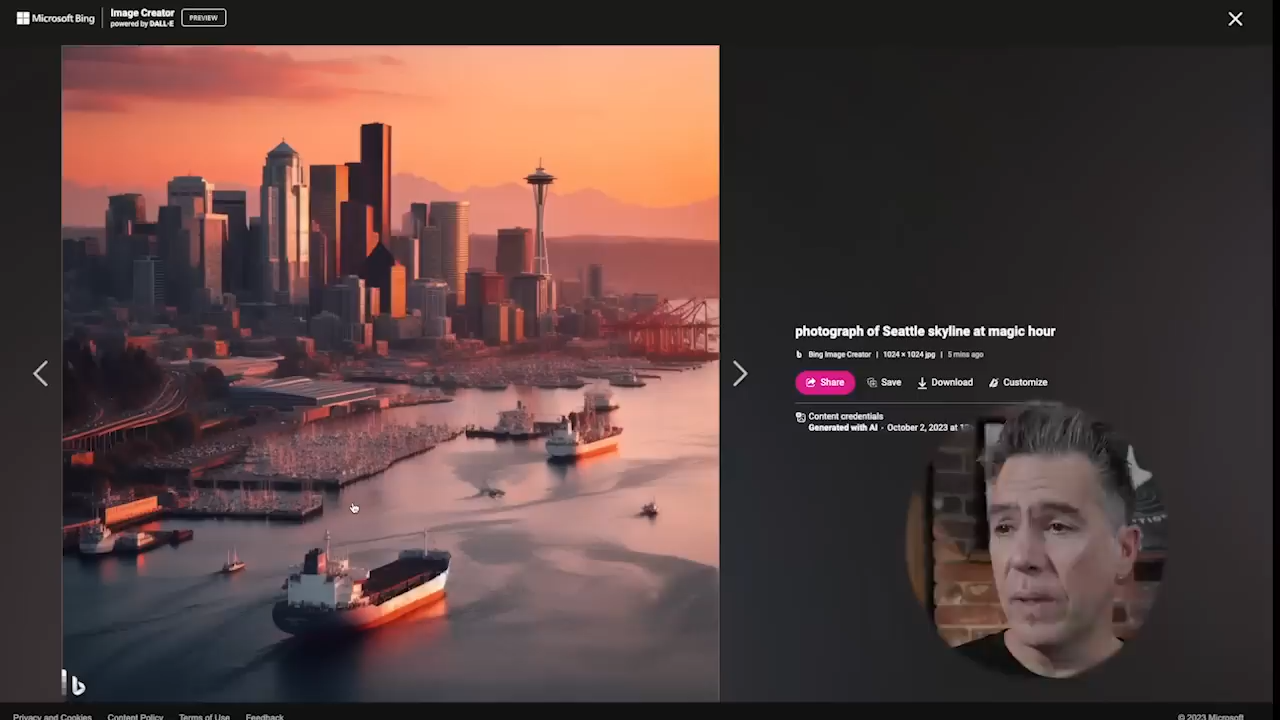 Microsoft Bing
Image Creator
powered by DALL·E
PREVIEW
photograph of Seattle skyline at magic hour
Bing Image Creator | 1024 × 1024 jpg | 5 mins ago
Share
Save
Download
Customize
Content credentials
Generated with AI - October 2, 2023 at
Privacy and Cookies
Content Policy
Terms of Use
Feedback
© 2023 Microsoft